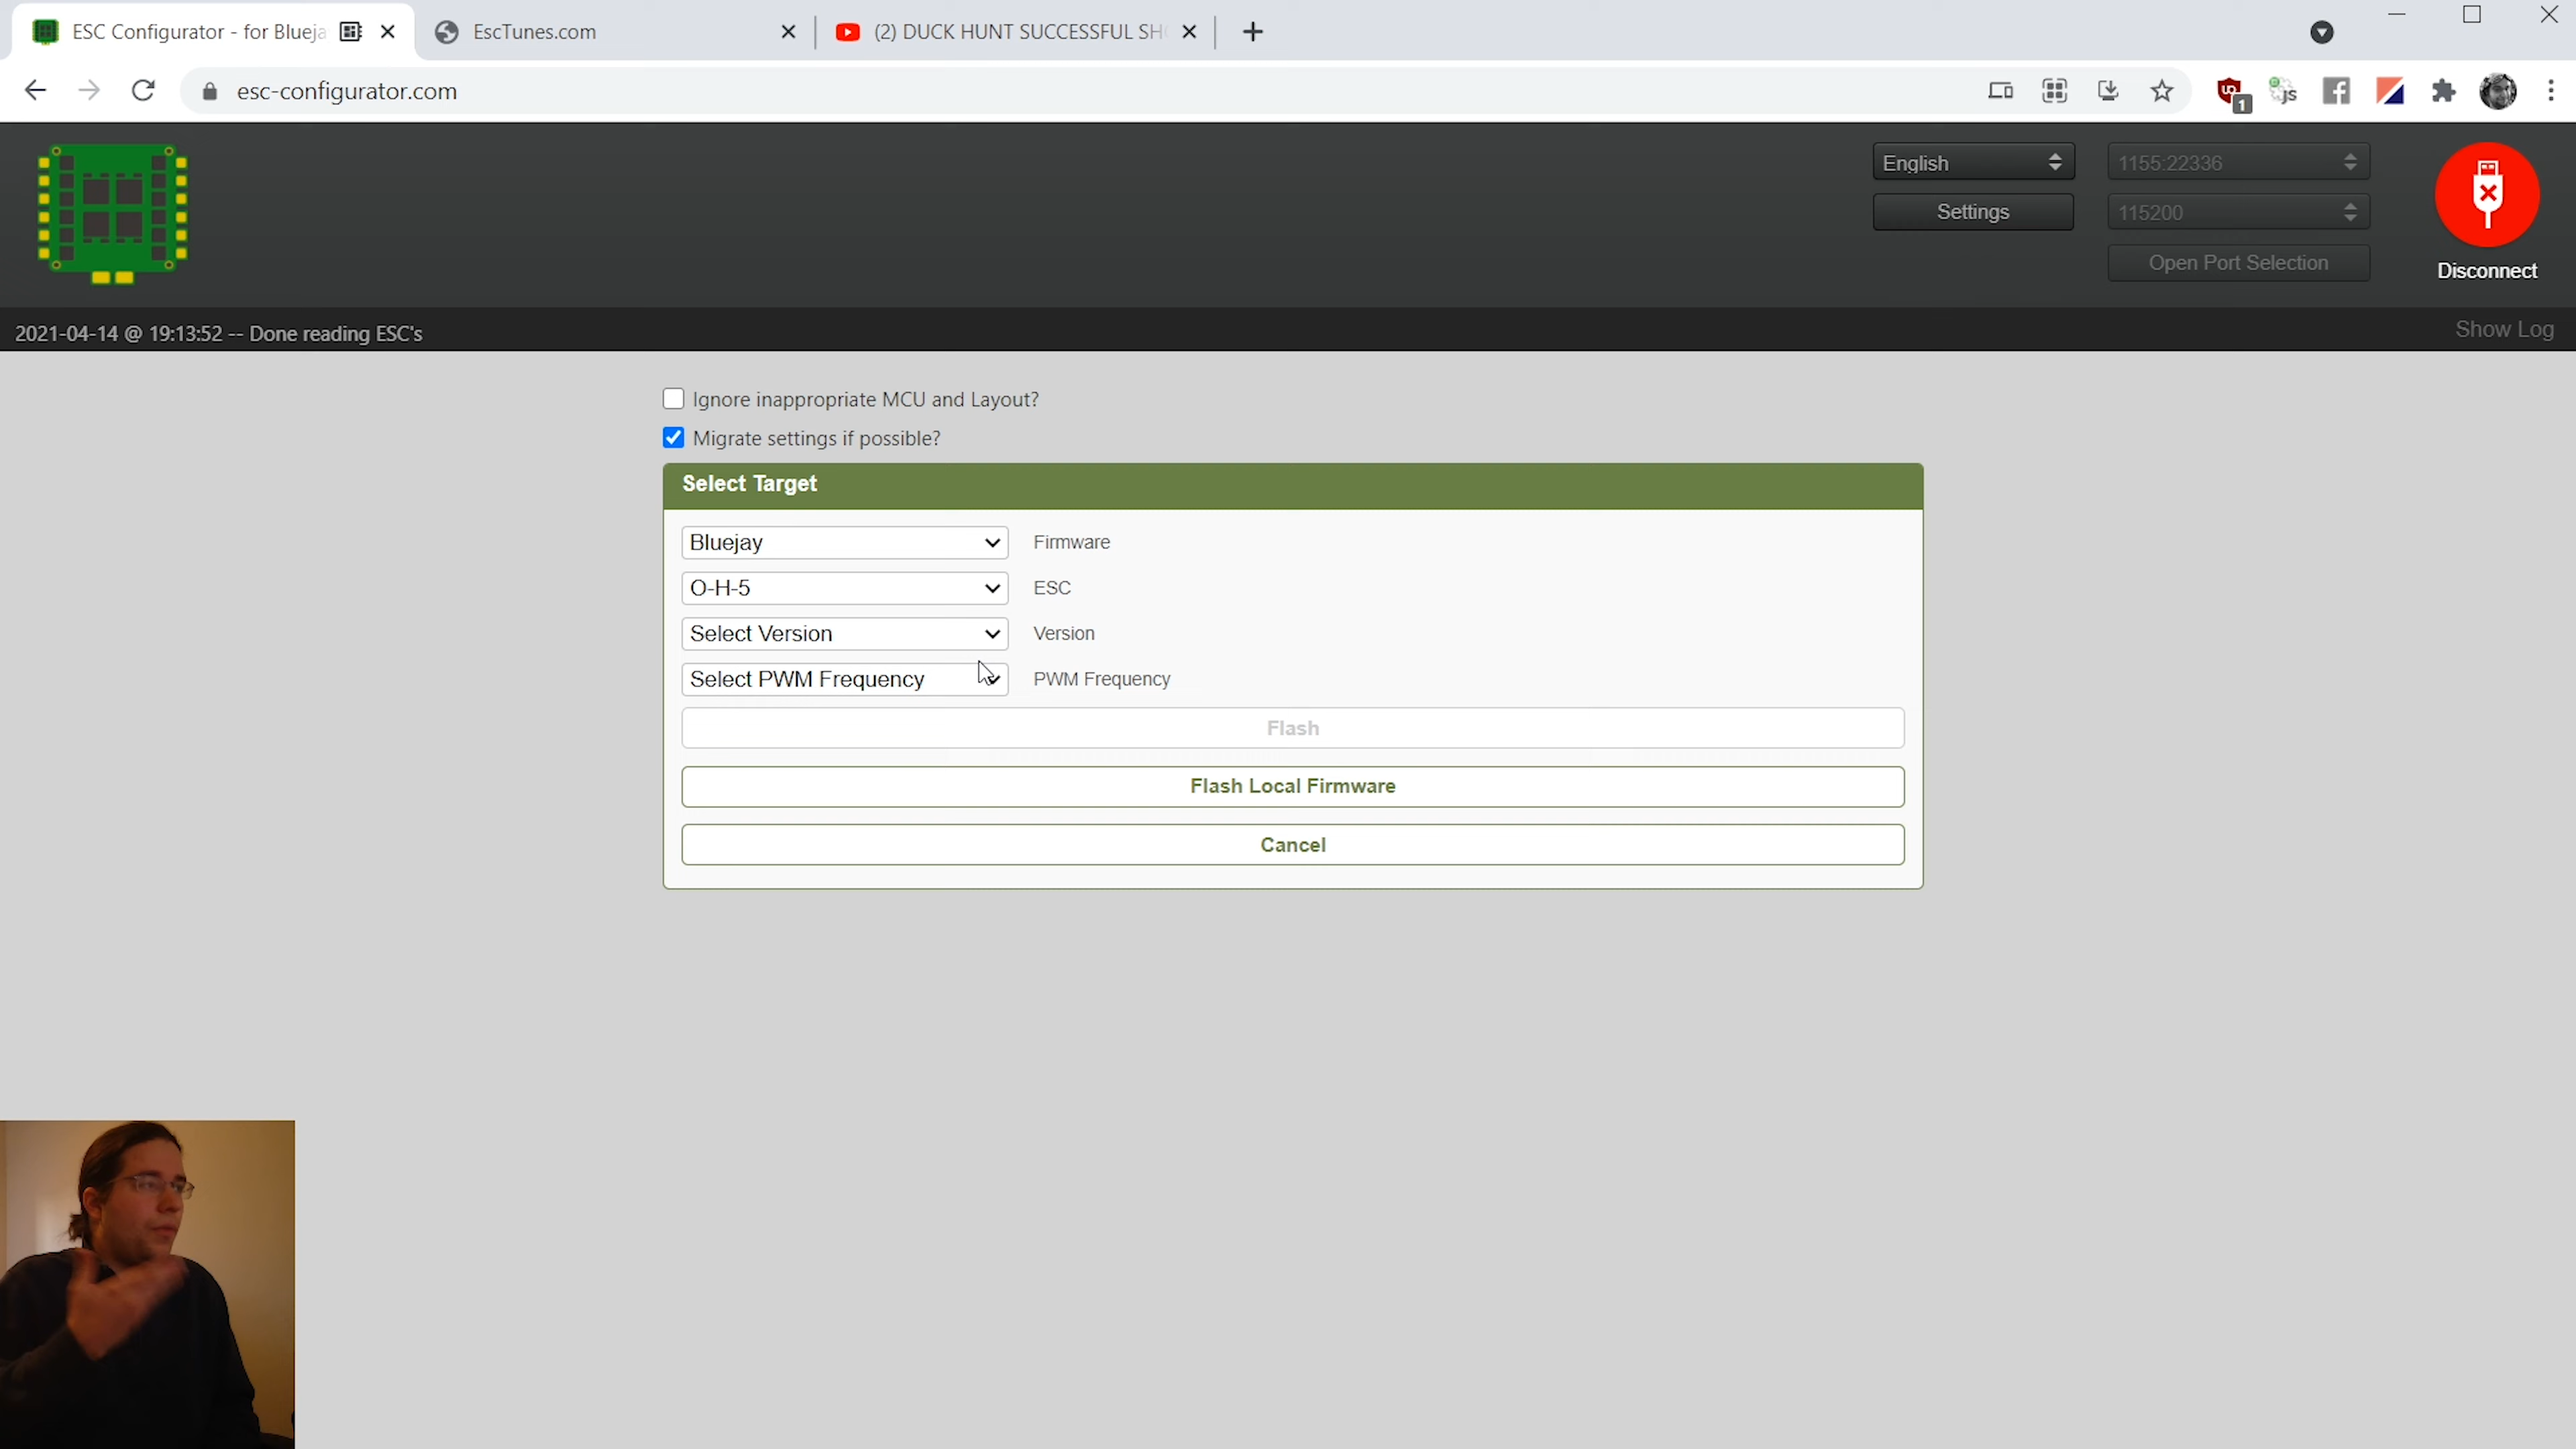 ESC Configurator - for Blueja
EscTunes.com
(2) DUCK HUNT SUCCESSFUL SH
esc-configurator.com
1
js
English
1155:22336
Settings
115200
Open Port Selection
Disconnect
2021-04-14 @ 19:13:52 -- Done reading ESC's
Show Log
Ignore inappropriate MCU and Layout?
Migrate settings if possible?
Select Target
Bluejay
Firmware
O-H-5
ESC
Select Version
Version
Select PWM Frequency
PWM Frequency
Flash
Flash Local Firmware
Cancel